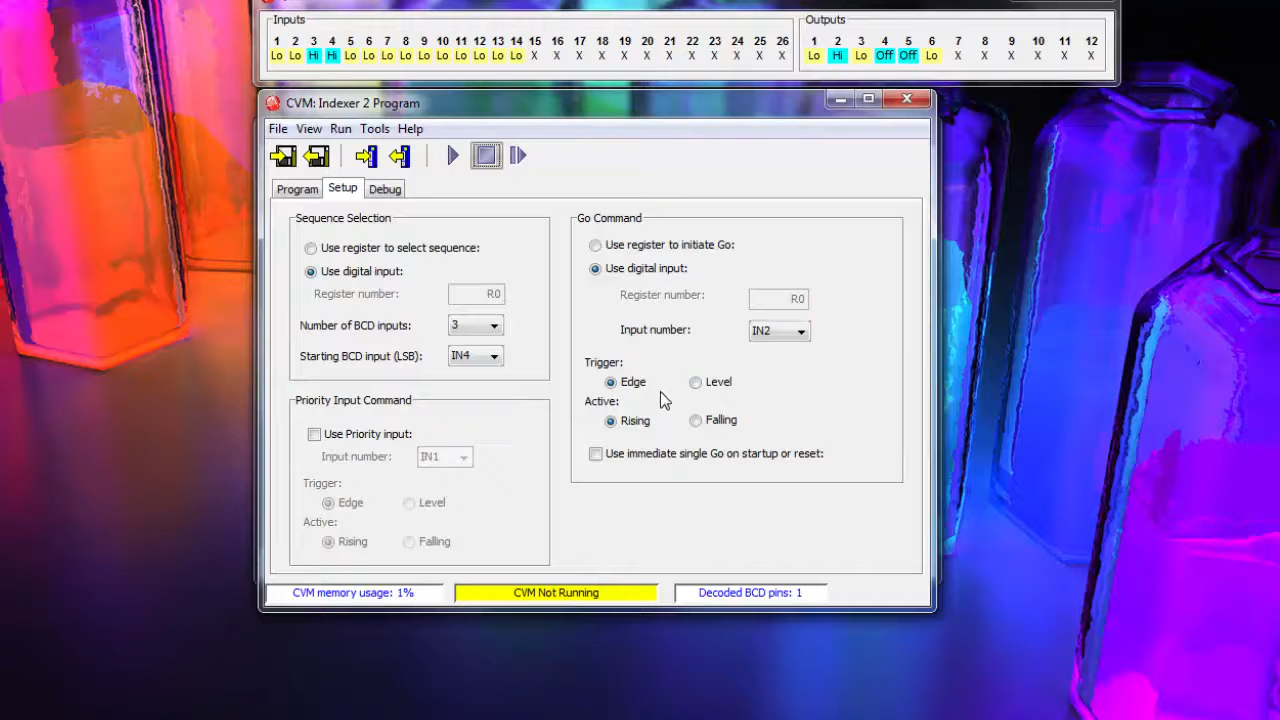 Inputs
1 2 3 4 5 6 7 8 9 10 11 12 13 14 15 16 17 18 19 20 21 22 23 24 25 26
Lo Lo Hi Hi Lo Lo Lo Lo Lo Lo Lo Lo Lo Lo X X X X X X X X X X X X
Outputs
1 2 3 4 5 6 7 8 9 10 11 12
Lo Hi Lo Off Off Lo X X X X X X
CVM: Indexer 2 Program
File View Run Tools Help
Program Setup Debug
Sequence Selection
Use register to select sequence:
Use digital input:
Register number: R0
Number of BCD inputs: 3
Starting BCD input (LSB): IN4
Priority Input Command
Use Priority input:
Input number: IN1
Trigger:
Edge Level
Active:
Rising Falling
Go Command
Use register to initiate Go:
Use digital input:
Register number: R0
Input number: IN2
Trigger:
Edge Level
Active:
Rising Falling
Use immediate single Go on startup or reset:
CVM memory usage: 1% CVM Not Running Decoded BCD pins: 1